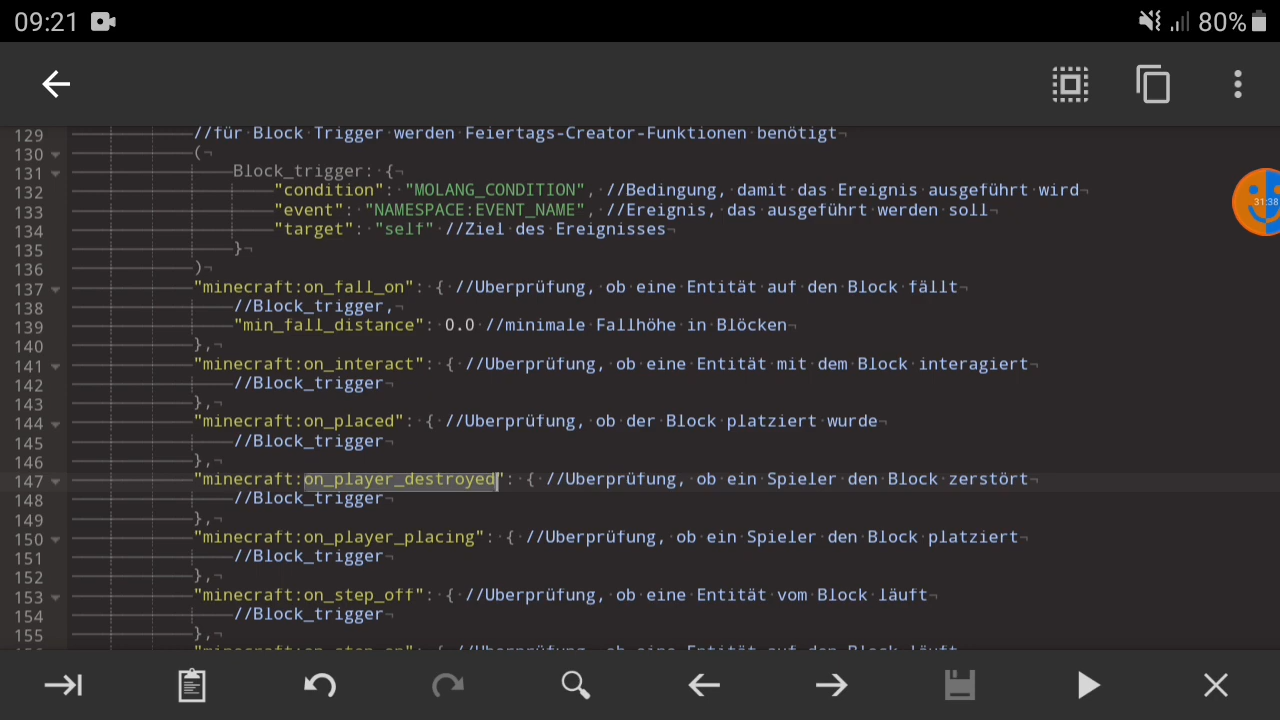 09:21
80%
129 //für Block Trigger werden Feiertags-Creator-Funktionen benötigt
130 (
131 Block_trigger: {
132 "condition": "MOLANG_CONDITION", //Bedingung, damit das Ereignis ausgeführt wird
133 "event": "NAMESPACE:EVENT_NAME", //Ereignis, das ausgeführt werden soll
31:38
134 "target": "self" //Ziel des Ereignisses
135 }
136 )
137 "minecraft:on_fall_on": { //Überprüfung, ob eine Entität auf den Block fällt
138 //Block_trigger,
139 "min_fall_distance": 0.0 //minimale Fallhöhe in Blöcken
140 },
141 "minecraft:on_interact": { //Überprüfung, ob eine Entität mit dem Block interagiert
142 //Block_trigger
143 },
144 "minecraft:on_placed": { //Überprüfung, ob der Block platziert wurde
145 //Block_trigger
146 },
147 "minecraft:on_player_destroyed": { //Überprüfung, ob ein Spieler den Block zerstört
148 //Block_trigger
149 },
150 "minecraft:on_player_placing": { //Überprüfung, ob ein Spieler den Block platziert
151 //Block_trigger
152 },
153 "minecraft:on_step_off": { //Überprüfung, ob eine Entität vom Block läuft
154 //Block_trigger
155 },